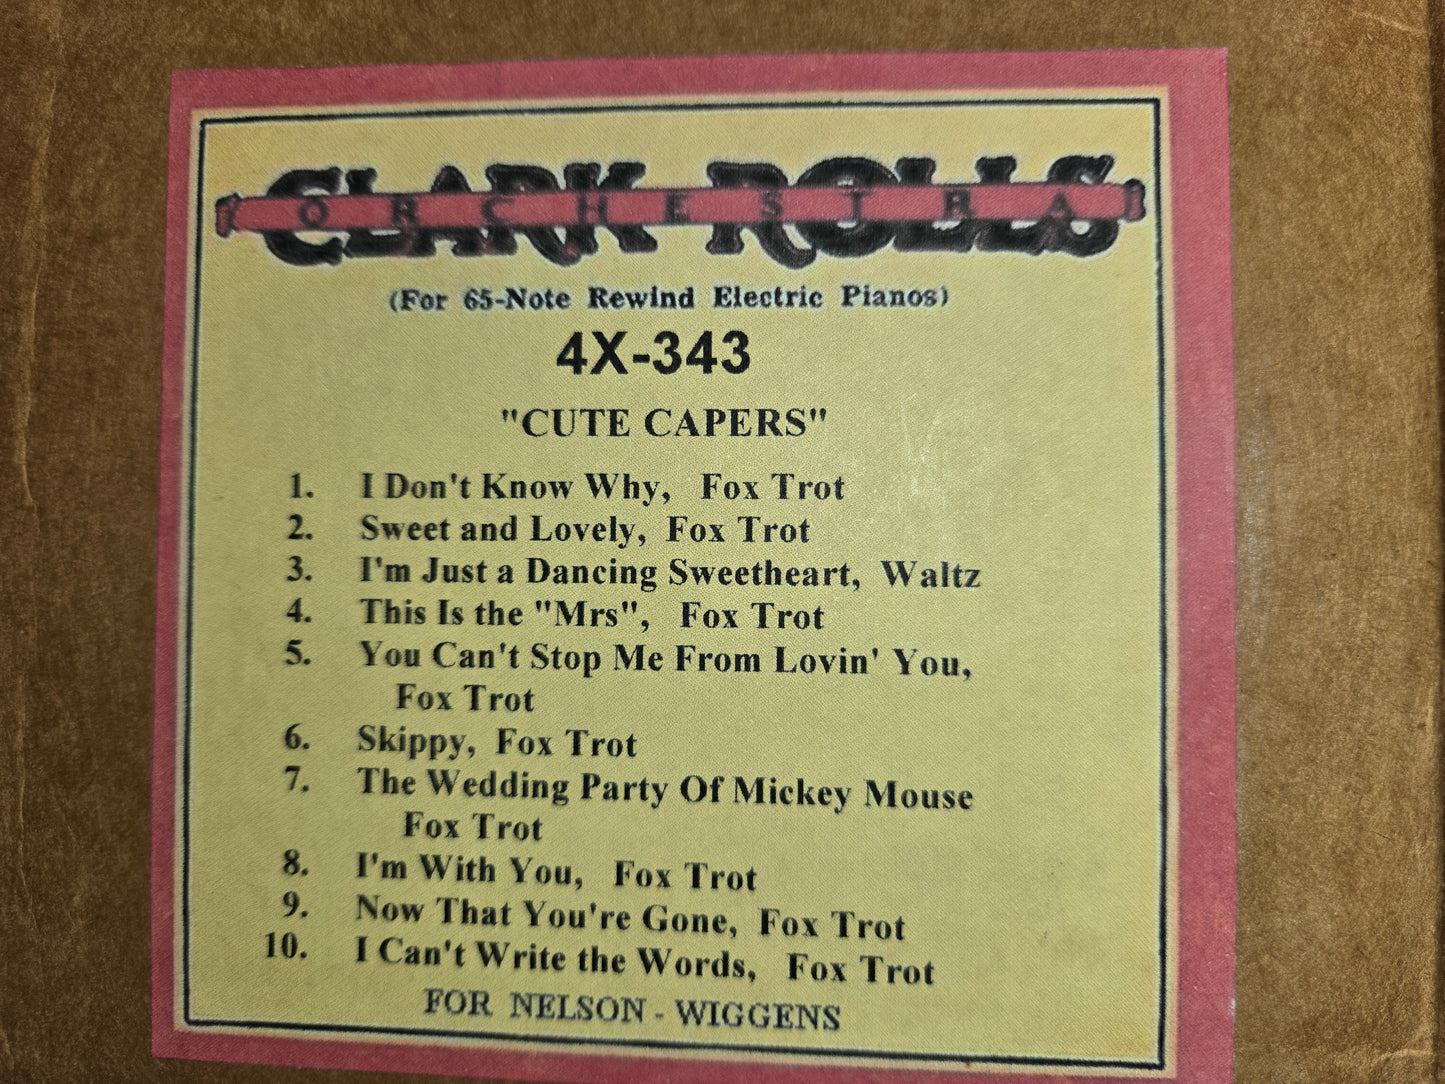 CLARK ROLLS
ORCHESTRA
(For 65-Note Rewind Electric Pianos)
4X-343
"CUTE CAPERS"
1. I Don't Know Why, Fox Trot
2. Sweet and Lovely, Fox Trot
3. I'm Just a Dancing Sweetheart, Waltz
4. This Is the "Mrs", Fox Trot
5. You Can't Stop Me From Lovin' You,
Fox Trot
6. Skippy, Fox Trot
7. The Wedding Party Of Mickey Mouse
Fox Trot
8. I'm With You, Fox Trot
9. Now That You're Gone, Fox Trot
10. I Can't Write the Words, Fox Trot
FOR NELSON - WIGGENS